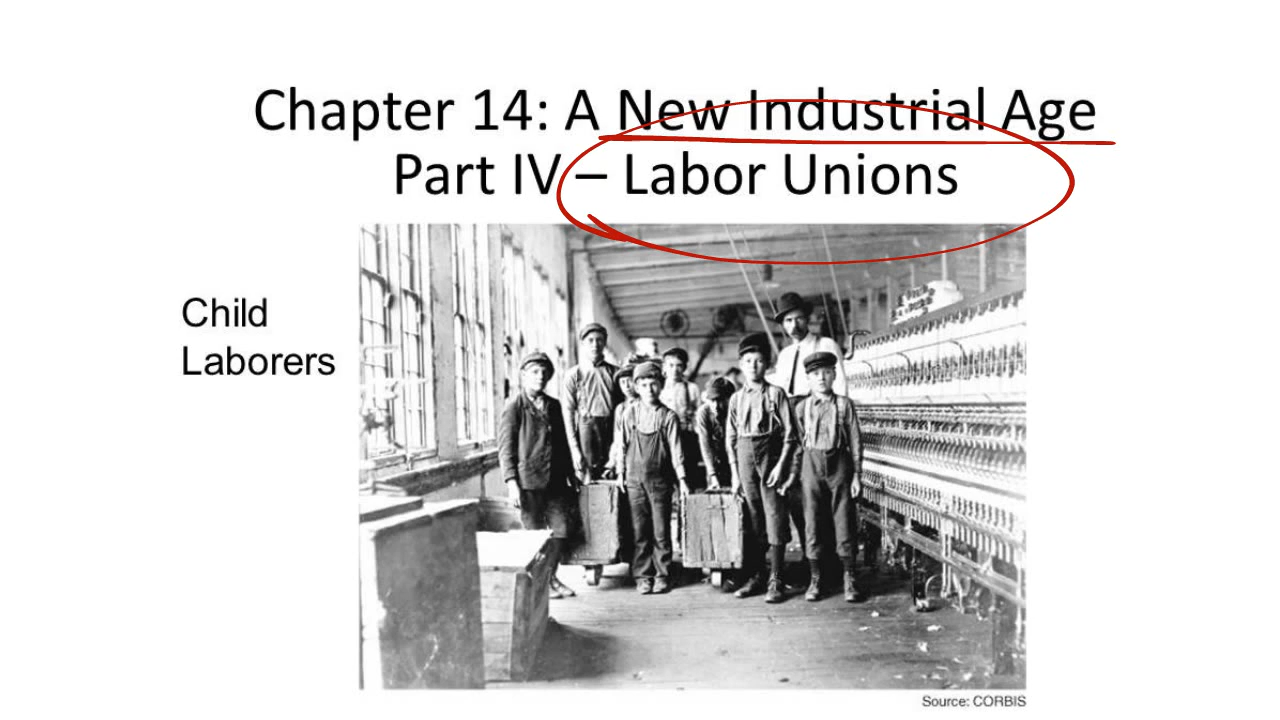 Chapter 14: A New Industrial Age
Part IV – Labor Unions
Child
Laborers
Source: CORBIS